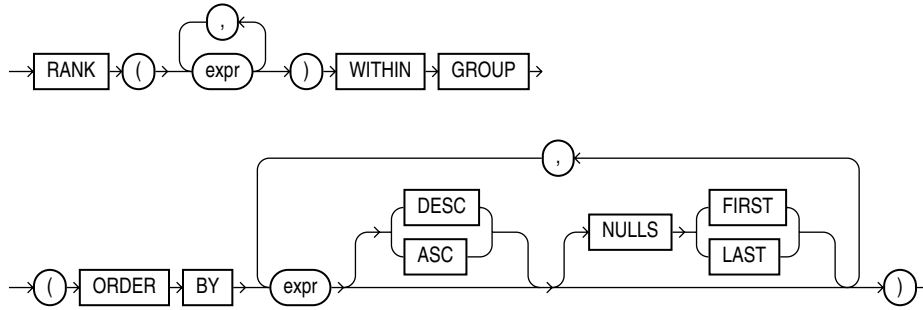 ,
RANK ( expr ) WITHIN GROUP
,
DESC FIRST
NULLS
ASC LAST
( ORDER BY expr )